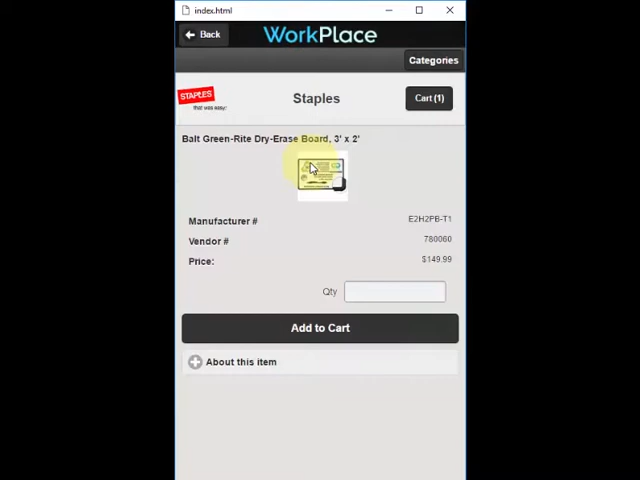 index.html
Back
WorkPlace
Categories
STAPLES
that was easy.
Staples
Cart (1)
Balt Green-Rite Dry-Erase Board, 3' x 2'
Manufacturer #
E2H2PB-T1
Vendor #
780060
Price:
$149.99
Qty
Add to Cart
About this item